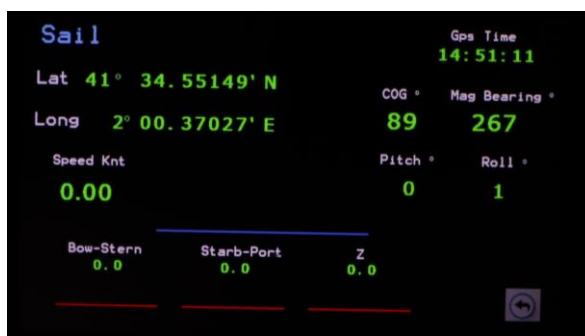 Sail
Gps Time
14:51:11
Lat 41° 34.55149' N
Long 2° 00.37027' E
COG ° Mag Bearing °
89 267
Speed Knt
0.00
Pitch ° Roll °
0 1
Bow-Stern Starb-Port Z
0.0 0.0 0.0